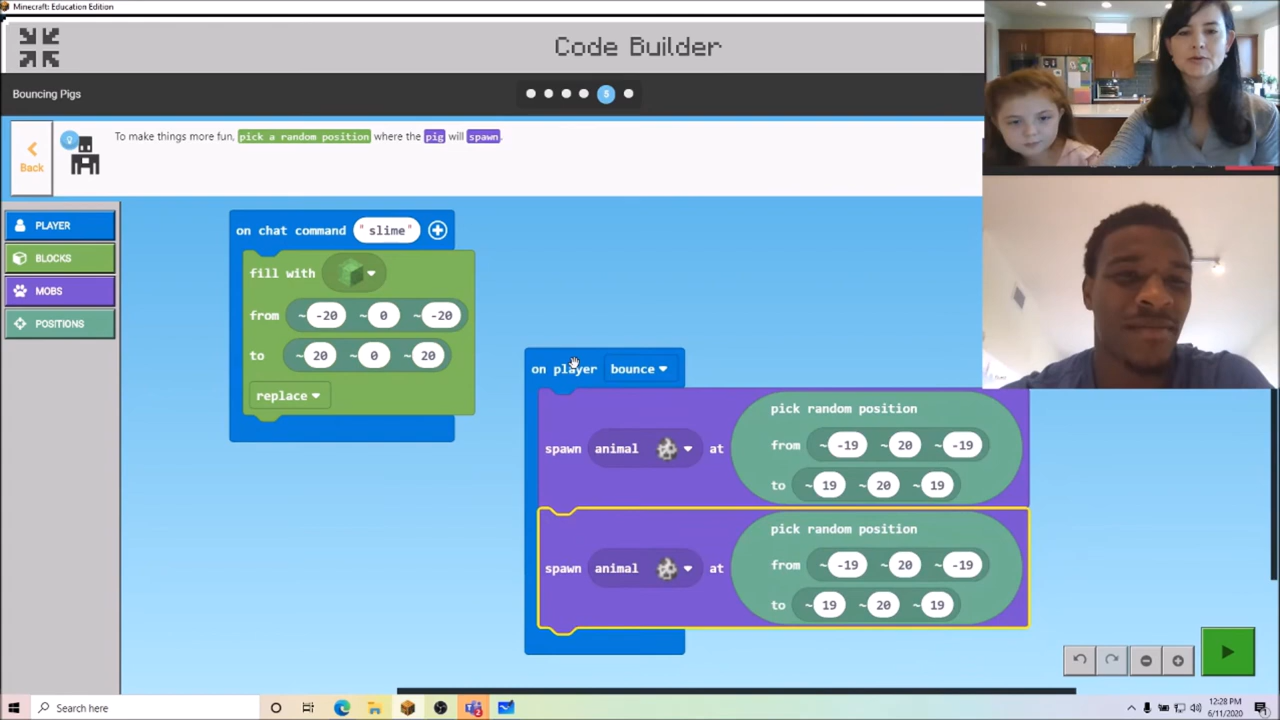 Minecraft: Education Edition
Code Builder
Bouncing Pigs
5
Back
To make things more fun, pick a random position where the pig will spawn.
PLAYER
BLOCKS
MOBS
POSITIONS
on chat command "slime"
fill with
from ~ -20 ~ 0 ~ -20
to ~ 20 ~ 0 ~ 20
replace
on player bounce
spawn animal at
pick random position
from ~ -19 ~ 20 ~ -19
to ~ 19 ~ 20 ~ 19
spawn animal at
pick random position
from ~ -19 ~ 20 ~ -19
to ~ 19 ~ 20 ~ 19
Search here
12:28 PM
6/11/2020